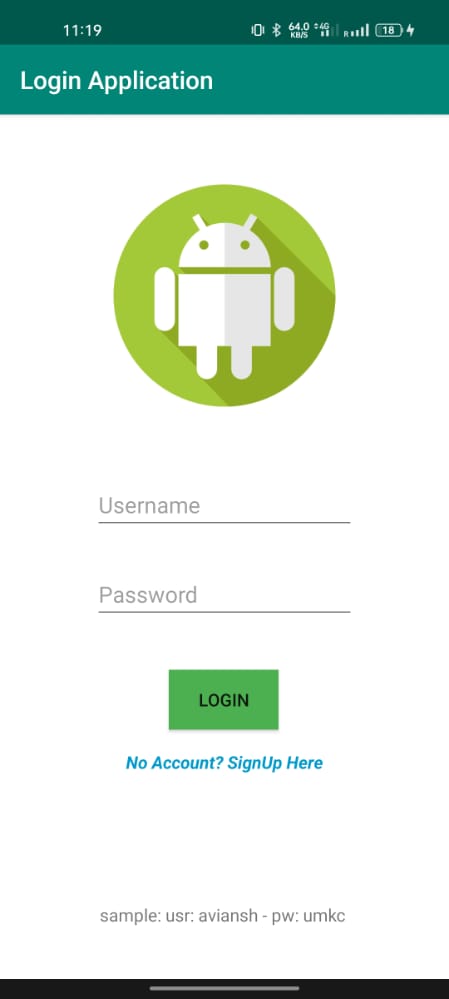 11:19
64.0
KB/S
4G
R
18
Login Application
Username
Password
LOGIN
No Account? SignUp Here
sample: usr: aviansh - pw: umkc